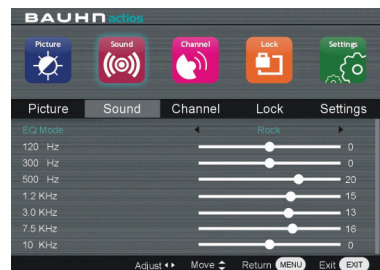 BAUHN actios
Picture Sound Channel Lock Settings
Picture Sound Channel Lock Settings
EQ Mode Rock
120 Hz 0
300 Hz 0
500 Hz 20
1.2 KHz 15
3.0 KHz 13
7.5 KHz 16
10 KHz 0
Adjust Move Return MENU Exit EXIT